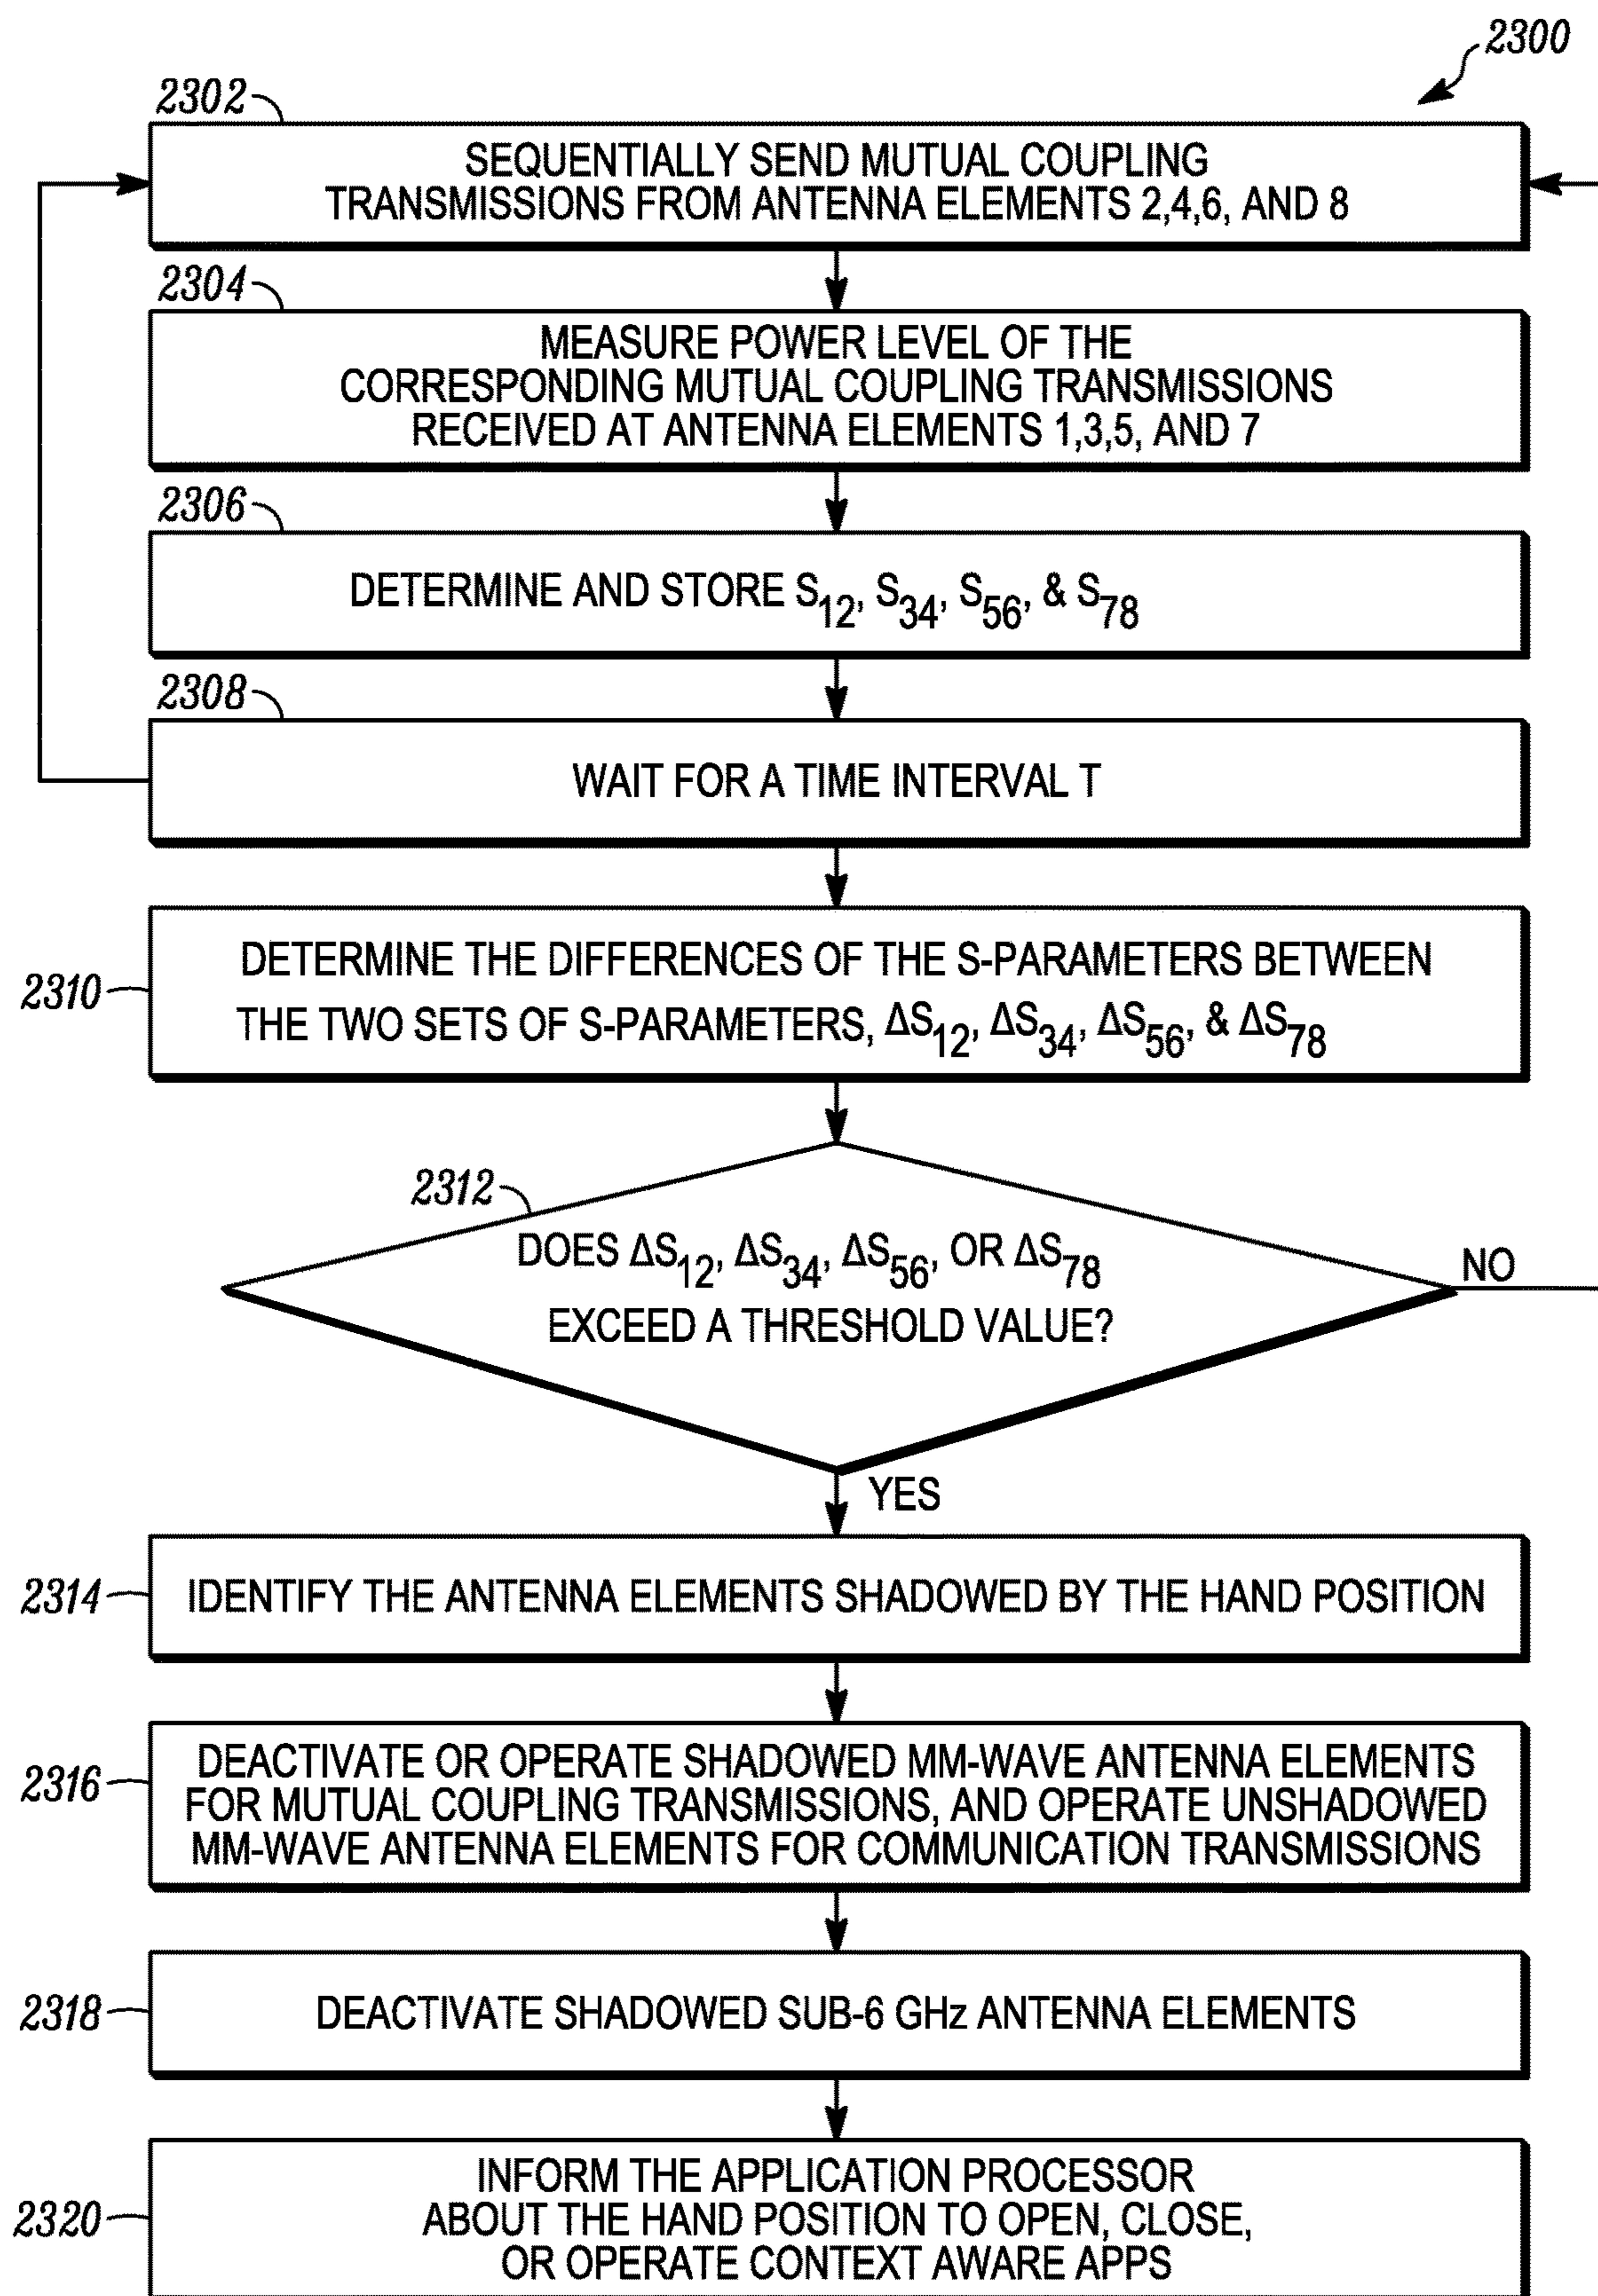 2300
2302
SEQUENTIALLY SEND MUTUAL COUPLING
TRANSMISSIONS FROM ANTENNA ELEMENTS 2,4,6, AND 8
2304
MEASURE POWER LEVEL OF THE
CORRESPONDING MUTUAL COUPLING TRANSMISSIONS
RECEIVED AT ANTENNA ELEMENTS 1,3,5, AND 7
2306
DETERMINE AND STORE S12, S34, S56, & S78
2308
WAIT FOR A TIME INTERVAL T
2310
DETERMINE THE DIFFERENCES OF THE S-PARAMETERS BETWEEN
THE TWO SETS OF S-PARAMETERS, ΔS12, ΔS34, ΔS56, & ΔS78
2312
DOES ΔS12, ΔS34, ΔS56, OR ΔS78
EXCEED A THRESHOLD VALUE?
NO
YES
2314
IDENTIFY THE ANTENNA ELEMENTS SHADOWED BY THE HAND POSITION
2316
DEACTIVATE OR OPERATE SHADOWED MM-WAVE ANTENNA ELEMENTS
FOR MUTUAL COUPLING TRANSMISSIONS, AND OPERATE UNSHADOWED
MM-WAVE ANTENNA ELEMENTS FOR COMMUNICATION TRANSMISSIONS
2318
DEACTIVATE SHADOWED SUB-6 GHz ANTENNA ELEMENTS
2320
INFORM THE APPLICATION PROCESSOR
ABOUT THE HAND POSITION TO OPEN, CLOSE,
OR OPERATE CONTEXT AWARE APPS